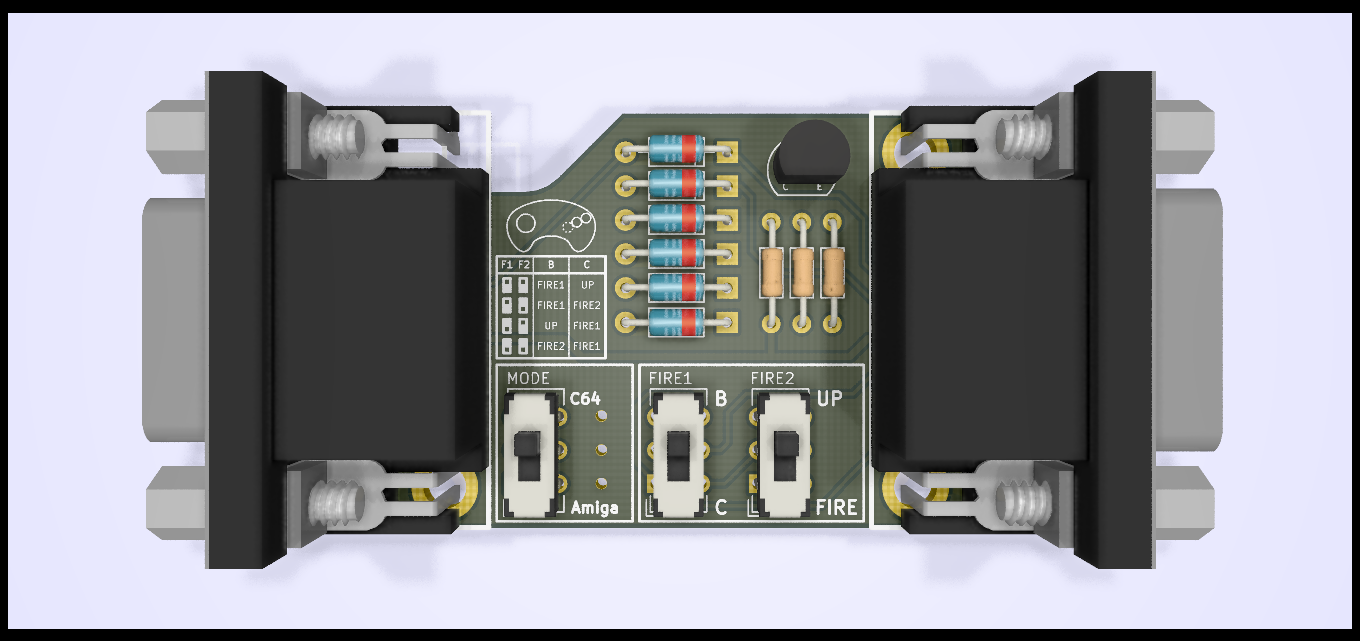 C E
F1 F2 B C
FIRE1 UP
FIRE1 FIRE2
UP FIRE1
FIRE2 FIRE1
MODE
C64
Amiga
FIRE1
B
C
FIRE2
UP
FIRE